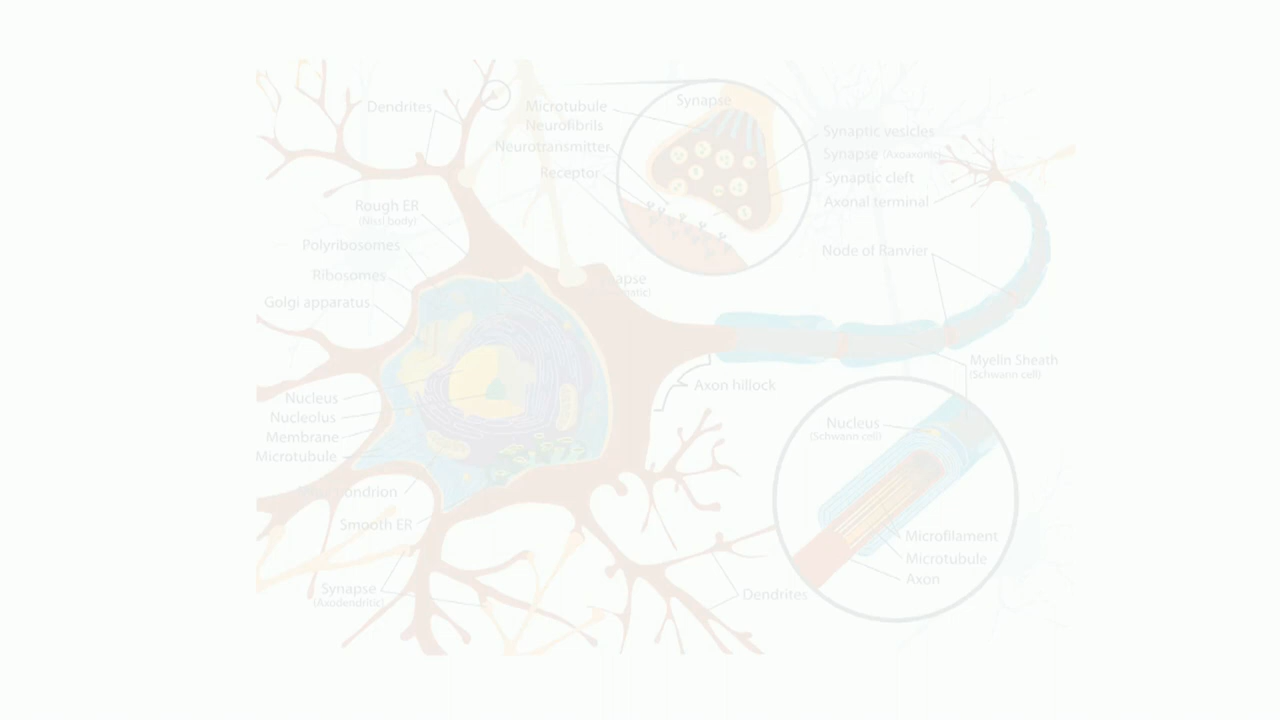 Dendrites
Microtubule
Neurofibrils
Neurotransmitter
Receptor
Synapse
Synaptic vesicles
Synapse (Axoaxonic)
Synaptic cleft
Axonal terminal
Rough ER
(Nissl body)
Polyribosomes
Ribosomes
Golgi apparatus
Node of Ranvier
Myelin Sheath
(Schwann cell)
Axon hillock
Nucleus
Nucleolus
Membrane
Microtubule
Smooth ER
Synapse
(Axodendritic)
Nucleus
(Schwann cell)
Microfilament
Microtubule
Axon
Dendrites